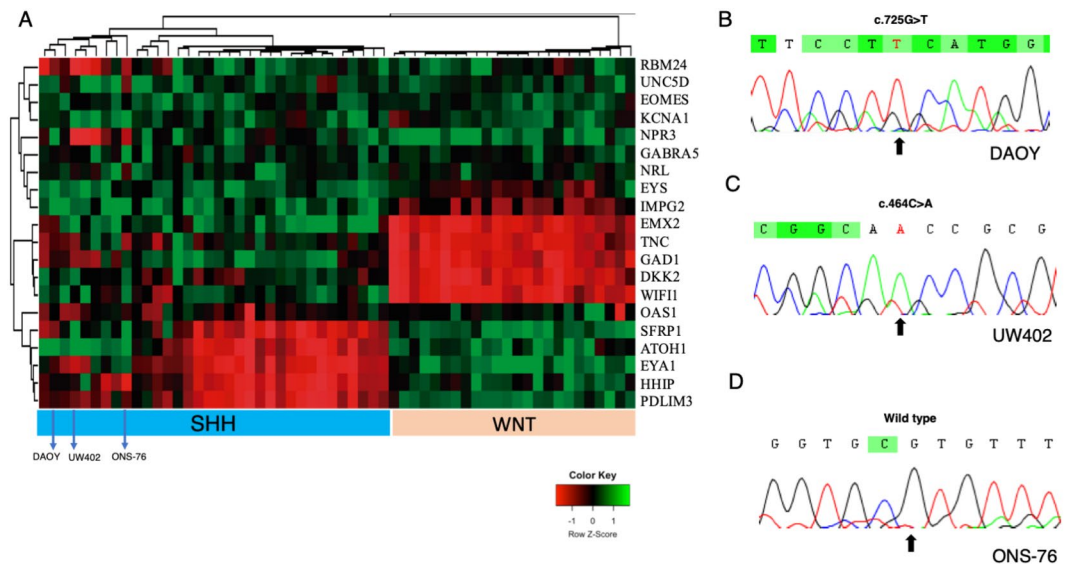 A
RBM24
UNC5D
EOMES
KCNA1
NPR3
GABRA5
NRL
EYS
IMPG2
EMX2
TNC
GAD1
DKK2
WIFI1
OAS1
SFRP1
ATOH1
EYA1
HHIP
PDLIM3
SHH WNT
DAOY UW402 ONS-76
Color Key
-1 0 1
Row Z-Score
B
c.725G>T
T T C C T T C A T G G
DAOY
C
c.464C>A
C G G C A A C C G C G
UW402
D
Wild type
G G T G C G T G T T T
ONS-76